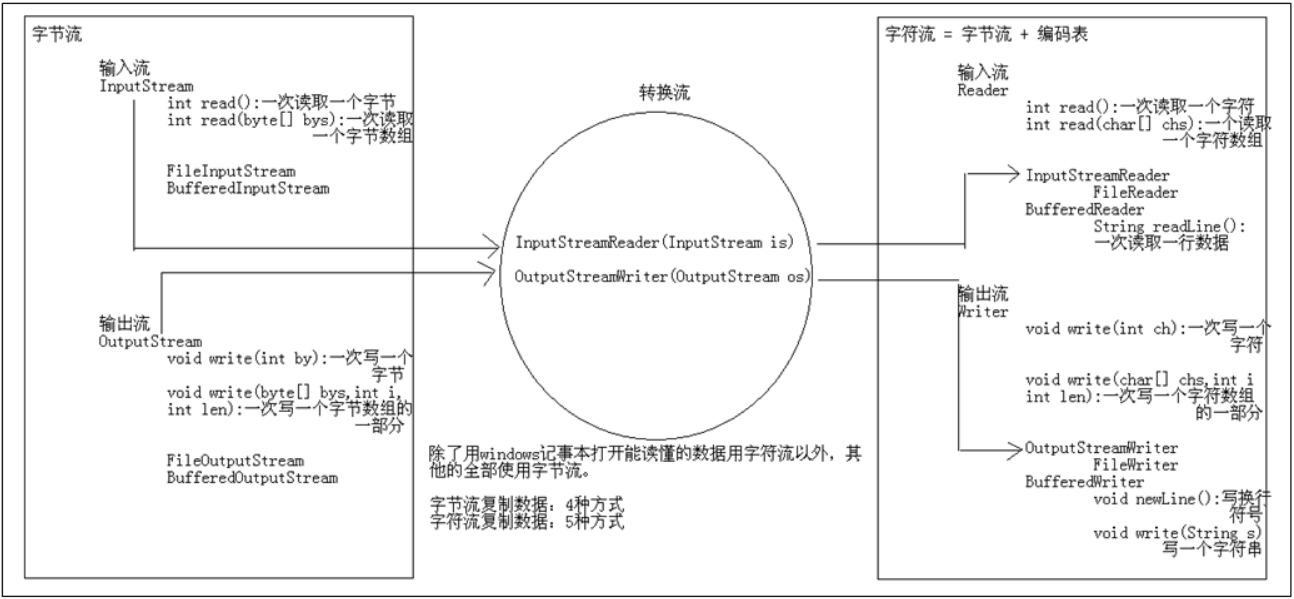 字节流
输入流
InputStream
int read():一次读取一个字节
int read(byte[] bys):一次读取
一个字节数组
FileInputStream
BufferedInputStream
输出流
OutputStream
void write(int by):一次写一个
字节
void write(byte[] bys,int i,
int len):一次写一个字节数组的
一部分
FileOutputStream
BufferedOutputStream
转换流
InputStreamReader(InputStream is)
OutputStreamWriter(OutputStream os)
除了用windows记事本打开能读懂的数据用字符流以外，其
他的全部使用字节流。
字节流复制数据：4种方式
字符流复制数据：5种方式
字符流 = 字节流 + 编码表
输入流
Reader
int read():一次读取一个字符
int read(char[] chs):一个读取
一个字符数组
InputStreamReader
FileReader
BufferedReader
String readLine():
一次读取一行数据
输出流
Writer
void write(int ch):一次写一个
字符
void write(char[] chs,int i
int len):一次写一个字符数组
的一部分
OutputStreamWriter
FileWriter
BufferedWriter
void newLine():写换行
符号
void write(String s)
写一个字符串